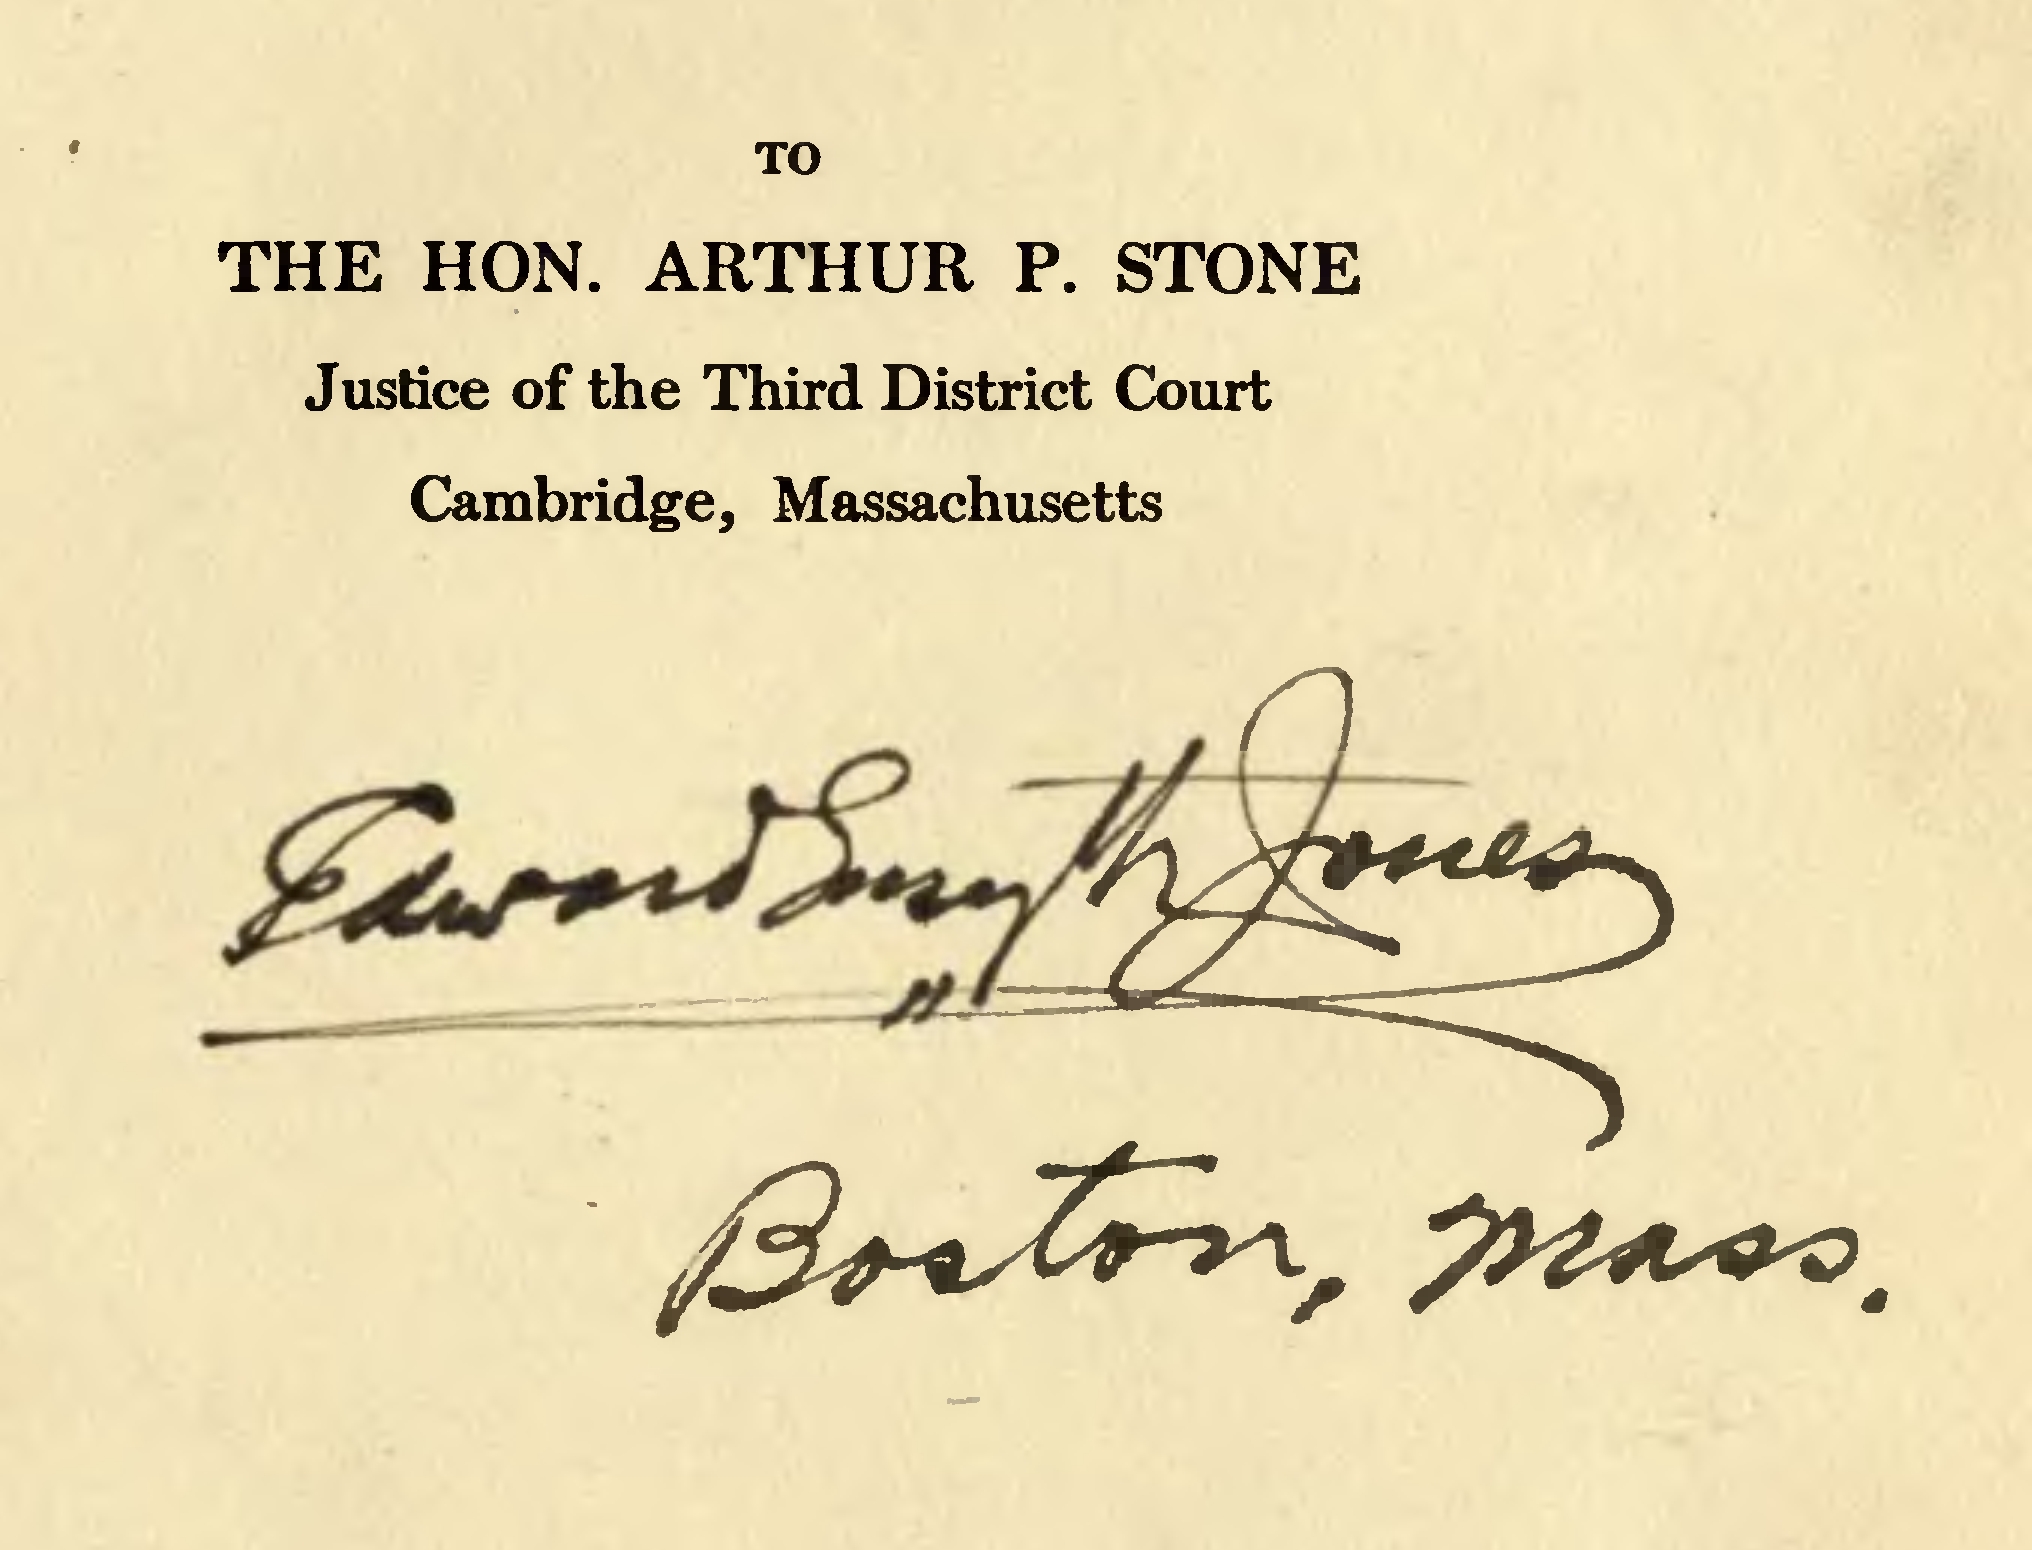 TO
THE HON. ARTHUR P. STONE
Justice of the Third District Court
Cambridge, Massachusetts
Edward Smyth Jones
Boston, Mass.